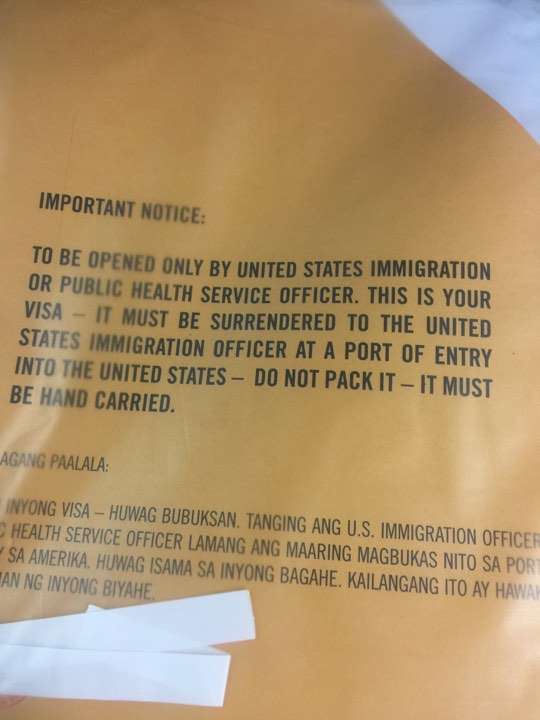 IMPORTANT NOTICE:
TO BE OPENED ONLY BY UNITED STATES IMMIGRATION
OR PUBLIC HEALTH SERVICE OFFICER. THIS IS YOUR
VISA – IT MUST BE SURRENDERED TO THE UNITED
STATES IMMIGRATION OFFICER AT A PORT OF ENTRY
INTO THE UNITED STATES – DO NOT PACK IT – IT MUST
BE HAND CARRIED.
AGANG PAALALA:
INYONG VISA – HUWAG BUBUKSAN. TANGING ANG U.S. IMMIGRATION OFFICER
C HEALTH SERVICE OFFICER LAMANG ANG MAARING MAGBUKAS NITO SA PORT
Y SA AMERIKA. HUWAG ISAMA SA INYONG BAGAHE. KAILANGANG ITO AY HAWAK
AN NG INYONG BIYAHE.